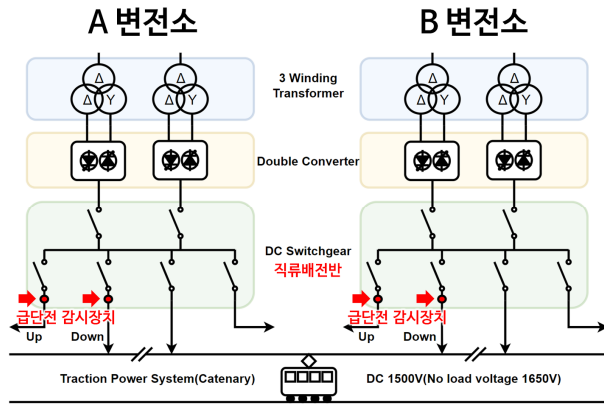 A 변전소
B 변전소
Δ
Δ
Δ Y
Δ Y
3 Winding
Transformer
Δ
Δ
Δ Y
Δ Y
Double Converter
DC Switchgear
직류배전반
급단전 감시장치
Up
Down
급단전 감시장치
Up
Down
Traction Power System(Catenary)
DC 1500V(No load voltage 1650V)